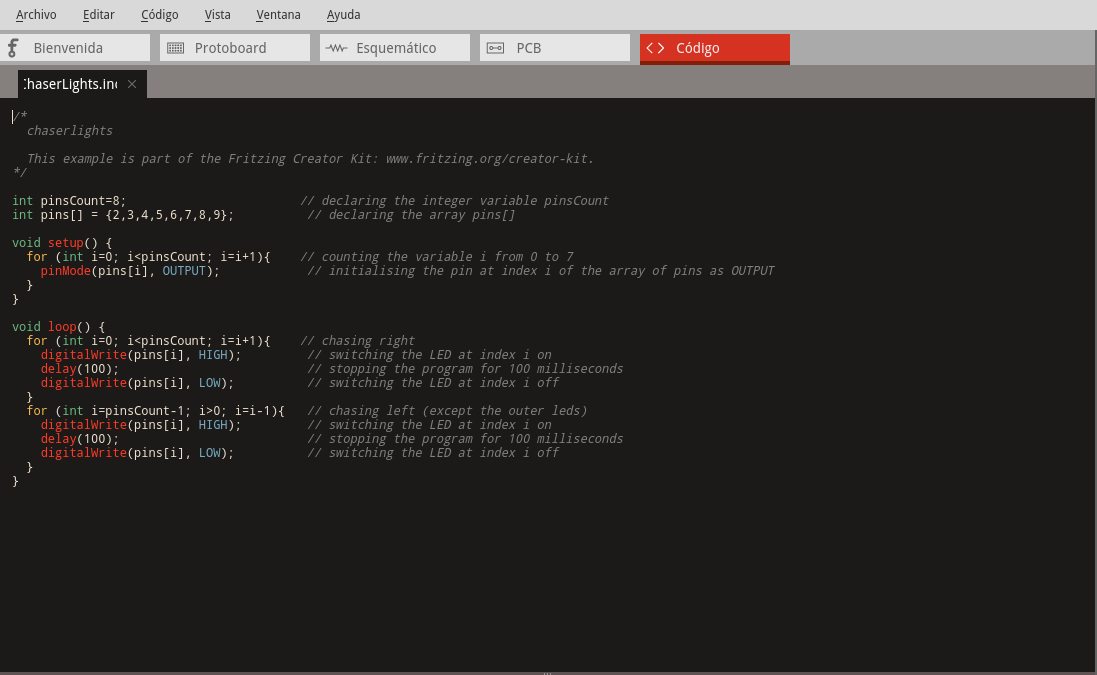 Archivo Editar Código Vista Ventana Ayuda
Bienvenida Protoboard Esquemático PCB Código
haserLights.in
/*
  chaserlights
  This example is part of the Fritzing Creator Kit: www.fritzing.org/creator-kit.
*/
int pinsCount=8;                        // declaring the integer variable pinsCount
int pins[] = {2,3,4,5,6,7,8,9};          // declaring the array pins[]
void setup() {
  for (int i=0; i<pinsCount; i=i+1){    // counting the variable i from 0 to 7
    pinMode(pins[i], OUTPUT);            // initialising the pin at index i of the array of pins as OUTPUT
  }
}
void loop() {
  for (int i=0; i<pinsCount; i=i+1){    // chasing right
    digitalWrite(pins[i], HIGH);         // switching the LED at index i on
    delay(100);                          // stopping the program for 100 milliseconds
    digitalWrite(pins[i], LOW);          // switching the LED at index i off
  }
  for (int i=pinsCount-1; i>0; i=i-1){   // chasing left (except the outer leds)
    digitalWrite(pins[i], HIGH);         // switching the LED at index i on
    delay(100);                          // stopping the program for 100 milliseconds
    digitalWrite(pins[i], LOW);          // switching the LED at index i off
  }
}